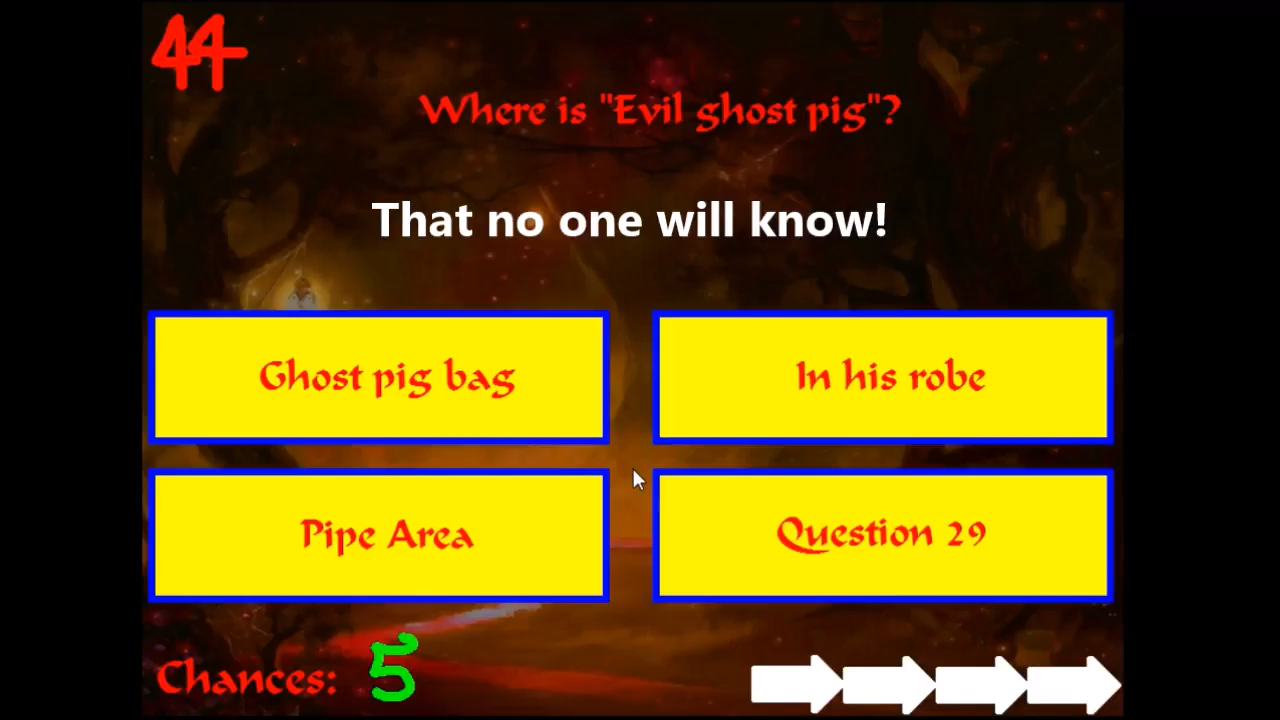 44
Where is "Evil ghost pig"?
That no one will know!
Ghost pig bag
In his robe
Pipe Area
Question 29
Chances: 5